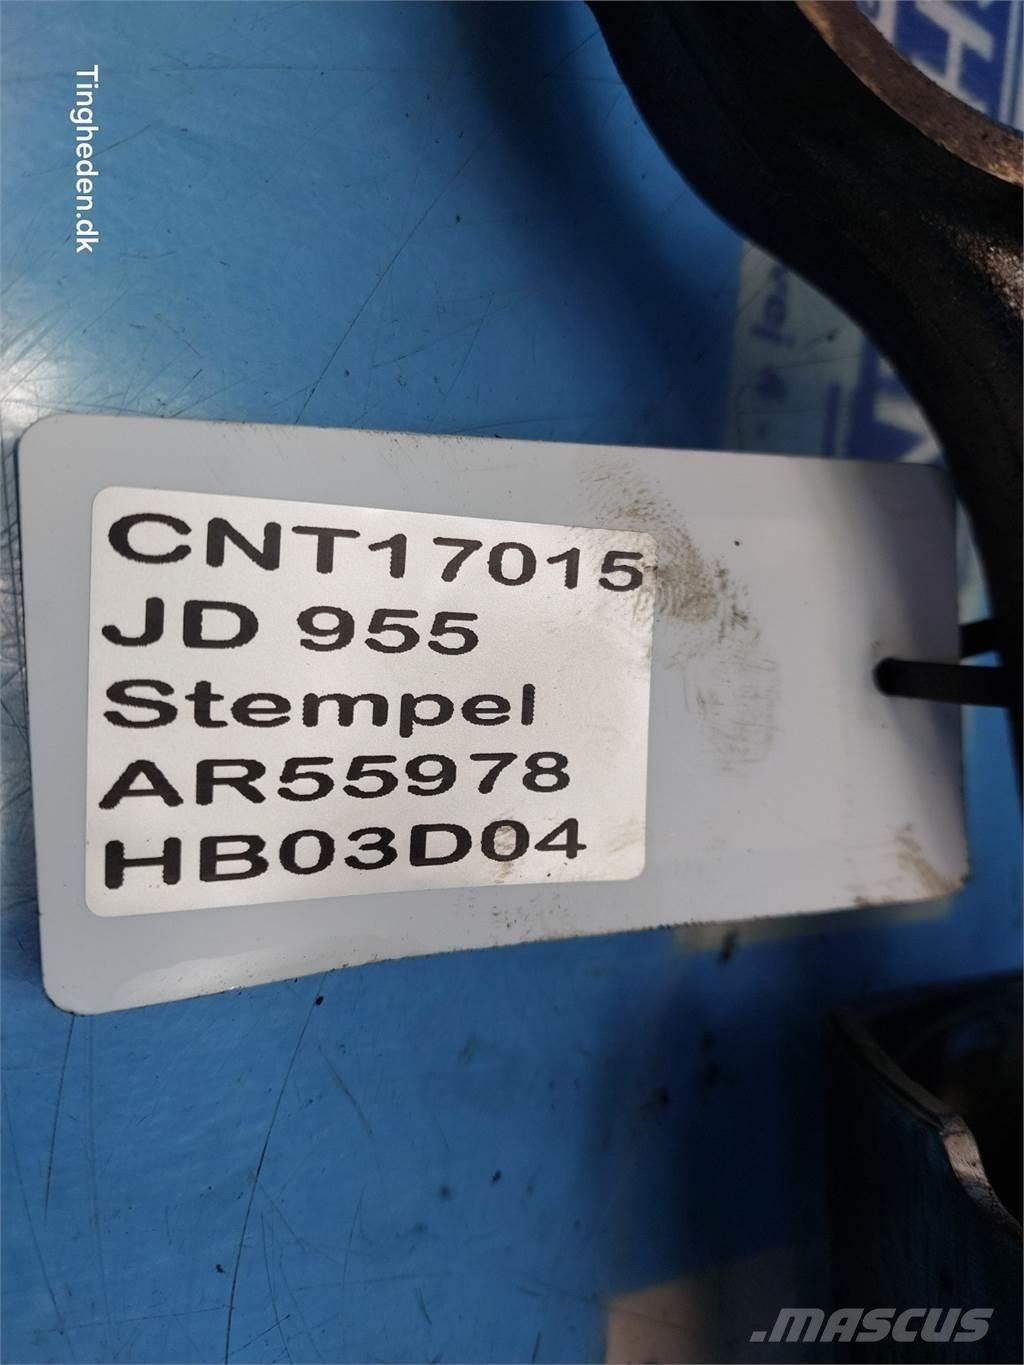 Tingheden.dk
CNT17015
JD 955
Stempel
AR55978
HB03D04
.MASCUS